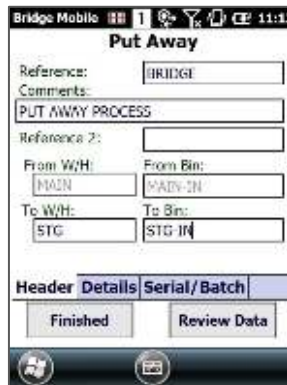 Bridge Mobile 1 11:1
Put Away
Reference: BRIDGE
Comments:
PUT AWAY PROCESS
Reference 2:
From W/H: From Bin:
MAIN MAIN-IN
To W/H: To Bin:
STG STG-IN
Header Details Serial/Batch
Finished Review Data